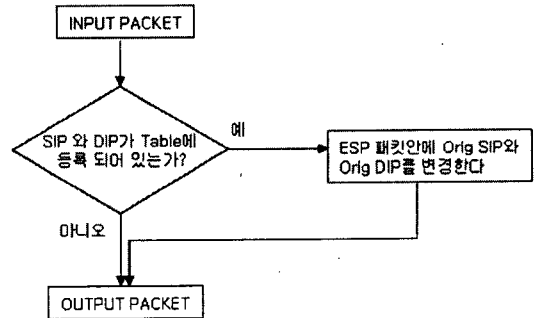 INPUT PACKET
SIP 와 DIP가 Table에
등록 되어 있는가?
예
ESP 패킷안에 Orig SIP와
Orig DIP를 변경한다
아니오
OUTPUT PACKET